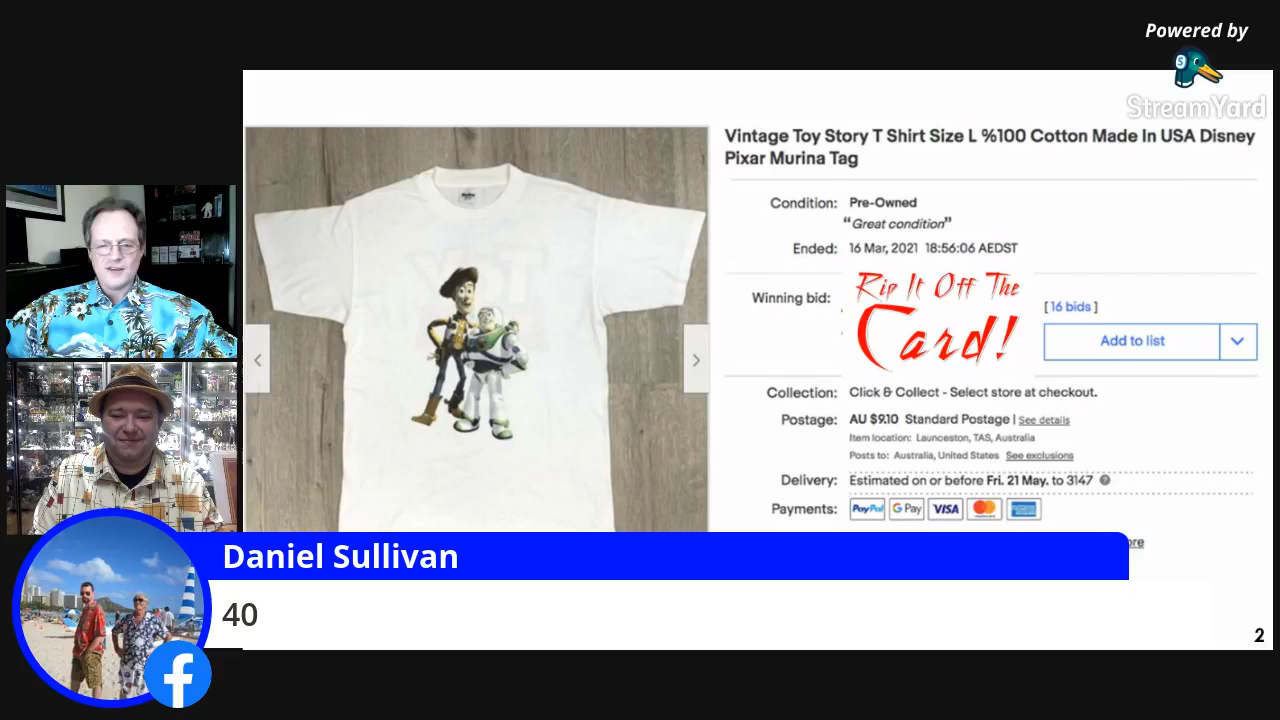 Powered by
StreamYard
Vintage Toy Story T Shirt Size L %100 Cotton Made In USA Disney
Pixar Murina Tag
Condition: Pre-Owned
“Great condition”
Ended: 16 Mar, 2021 18:56:06 AEDST
Winning bid:
Rip It Off The
Card!
[ 16 bids ]
Add to list
Collection: Click & Collect - Select store at checkout.
Postage: AU $9.10 Standard Postage | See details
Item location: Launceston, TAS, Australia
Posts to: Australia, United States See exclusions
Delivery: Estimated on or before Fri. 21 May. to 3147
Payments: PayPal G Pay VISA
ore
Daniel Sullivan
40
2